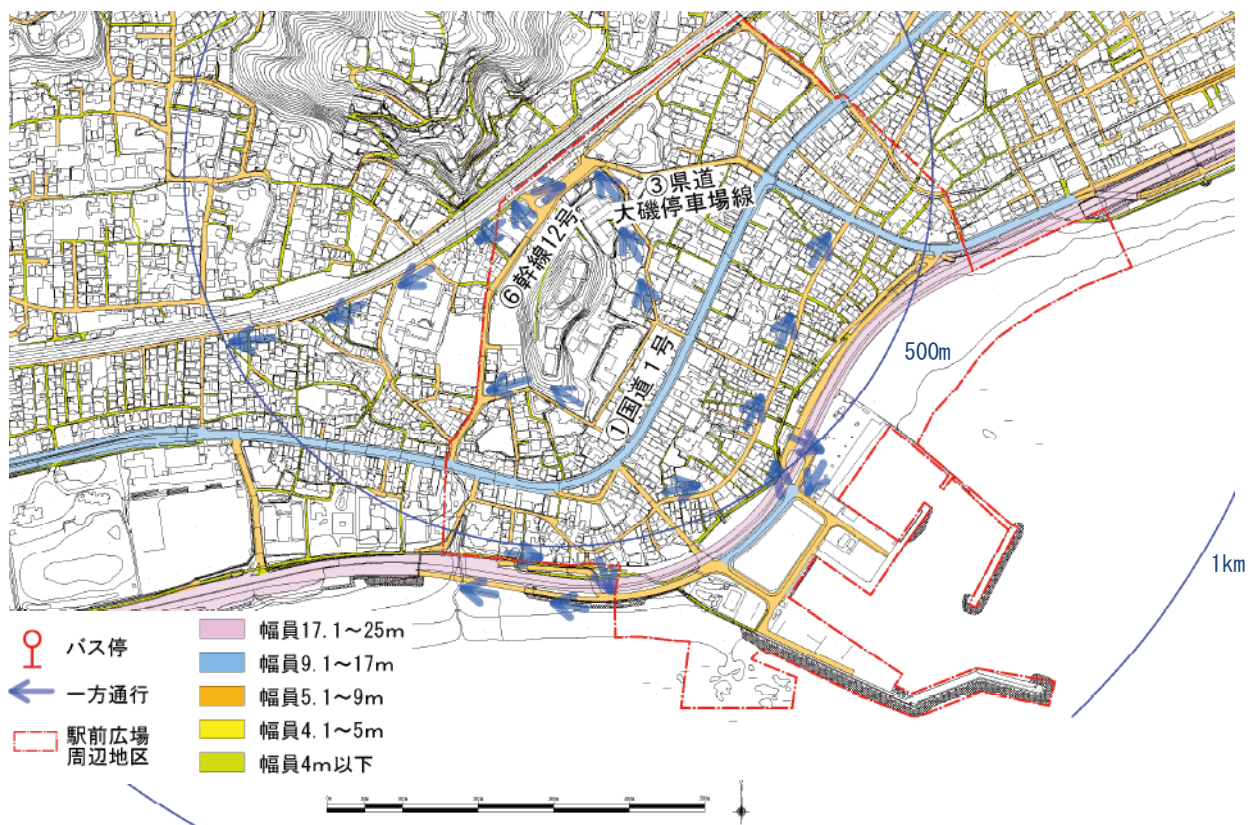 ③県道
大磯停車場線
⑥幹線12号
①国道1号
500m
1km
バス停
一方通行
駅前広場
周辺地区
幅員17.1～25m
幅員9.1～17m
幅員5.1～9m
幅員4.1～5m
幅員4m以下